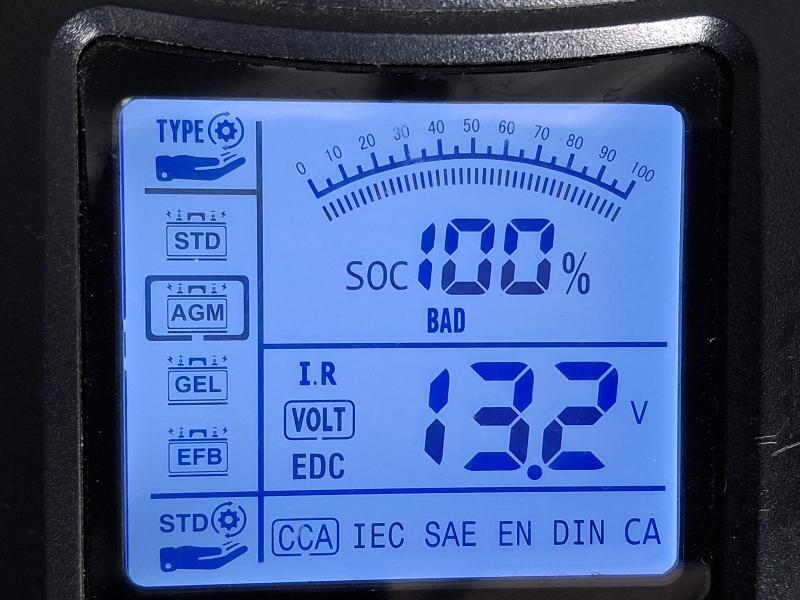 TYPE
STD
AGM
GEL
EFB
STD
0 10 20 30 40 50 60 70 80 90 100
SOC 100%
BAD
I.R
VOLT
EDC
13.2 V
CCA IEC SAE EN DIN CA